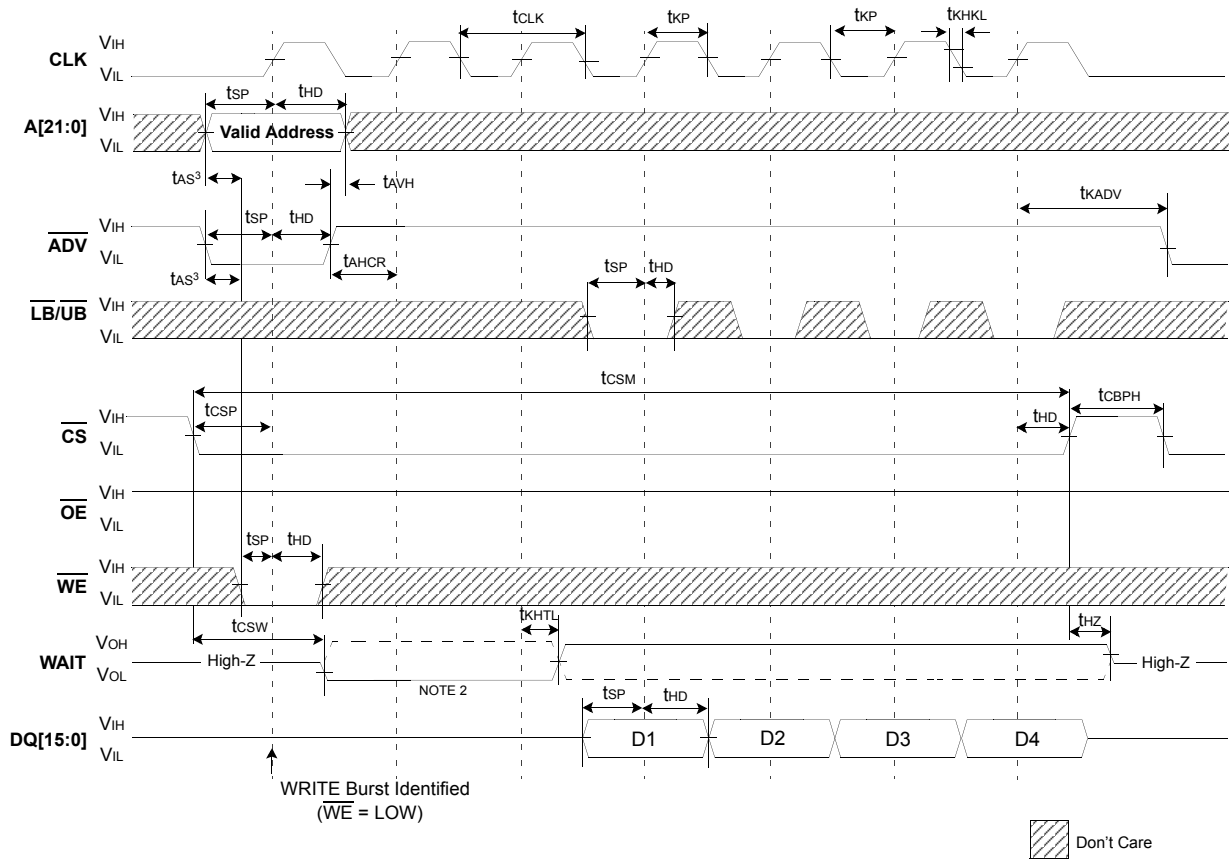 tCLK tKP tKP tKHKL
VIH
CLK
VIL
tSP tHD
VIH
A[21:0] Valid Address
VIL
tAS3 tAVH
tSP tHD tKADV
VIH
ADV
VIL
tAS3 tAHCR
tSP tHD
VIH
LB/UB
VIL
tCSM
tCSP tHD tCBPH
VIH
CS
VIL
VIH
OE
VIL
tSP tHD
VIH
WE
VIL
tCSW tKHTL tHZ
VOH
WAIT High-Z High-Z
VOL
NOTE 2
tSP tHD
VIH
DQ[15:0] D1 D2 D3 D4
VIL
WRITE Burst Identified
(WE = LOW)
Don't Care